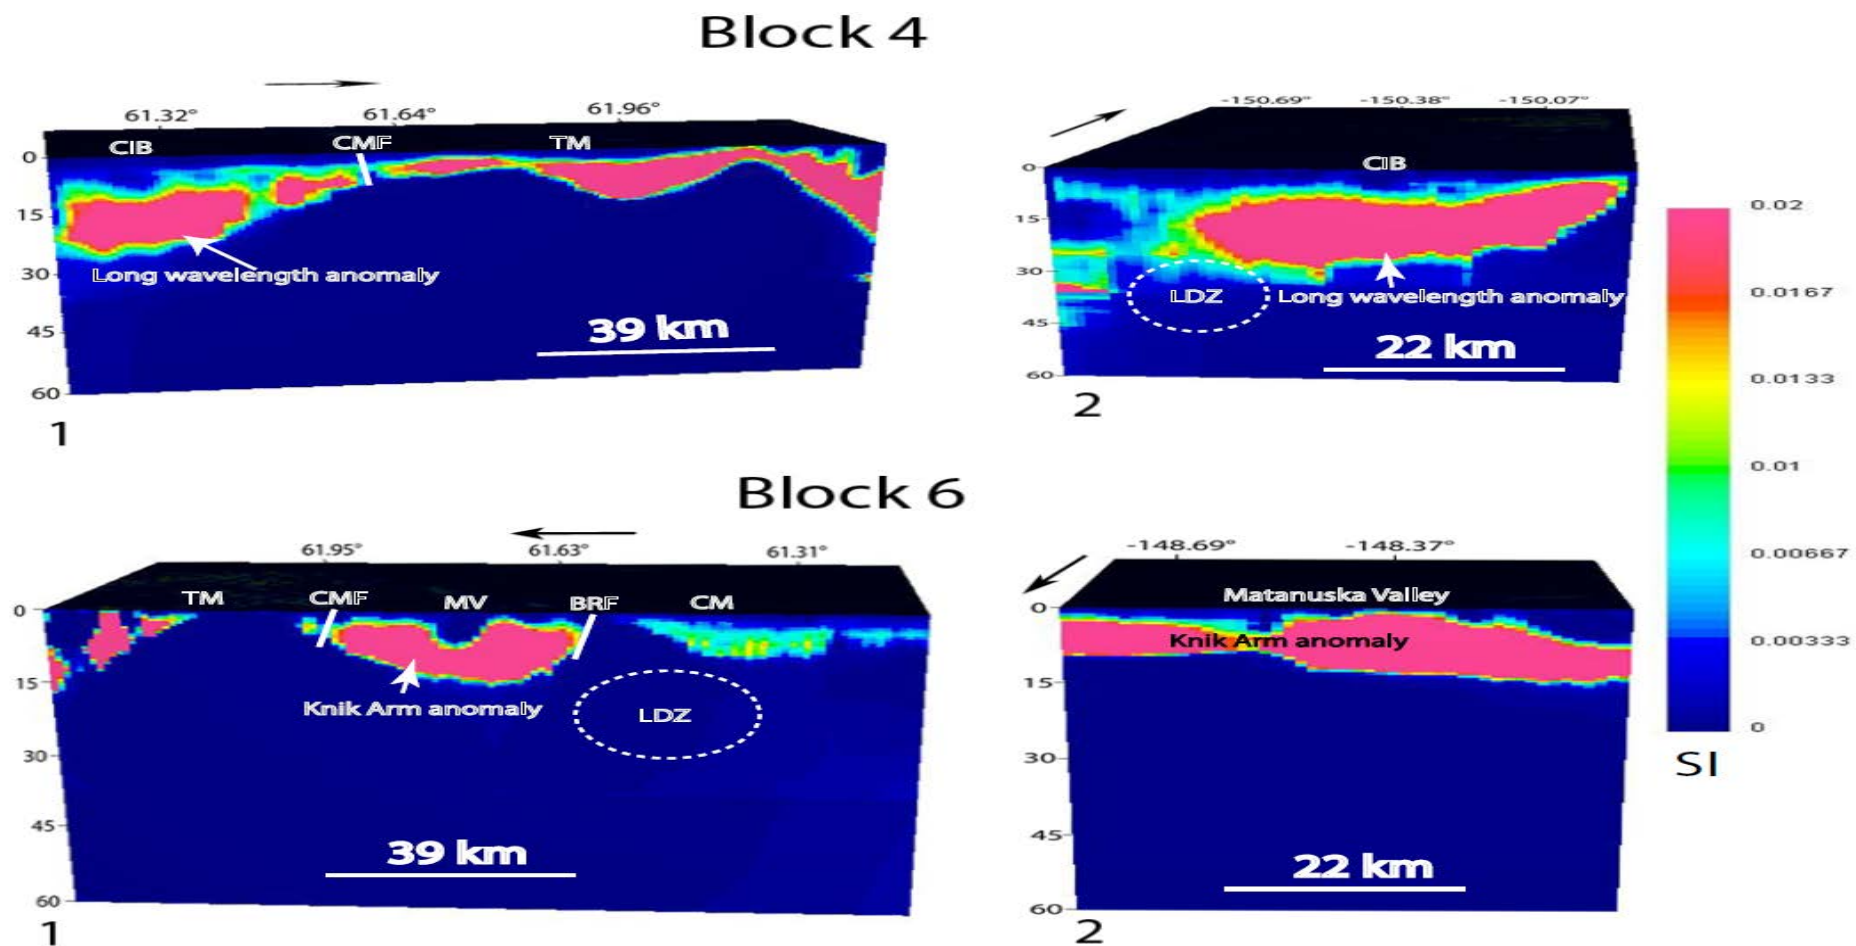 Block 4
61.32° 61.64° 61.96°
CIB CMF TM
0
15
30
45
60
Long wavelength anomaly
39 km
1
-150.69° -150.38° -150.07°
CIB
0
15
30
45
60
LDZ
Long wavelength anomaly
22 km
2
0.02
0.0167
0.0133
0.01
0.00667
0.00333
0
SI
Block 6
61.95° 61.63° 61.31°
TM CMF MV BRF CM
0
15
30
45
60
Knik Arm anomaly
LDZ
39 km
1
-148.69° -148.37°
Matanuska Valley
Knik Arm anomaly
0
15
30
45
60
22 km
2